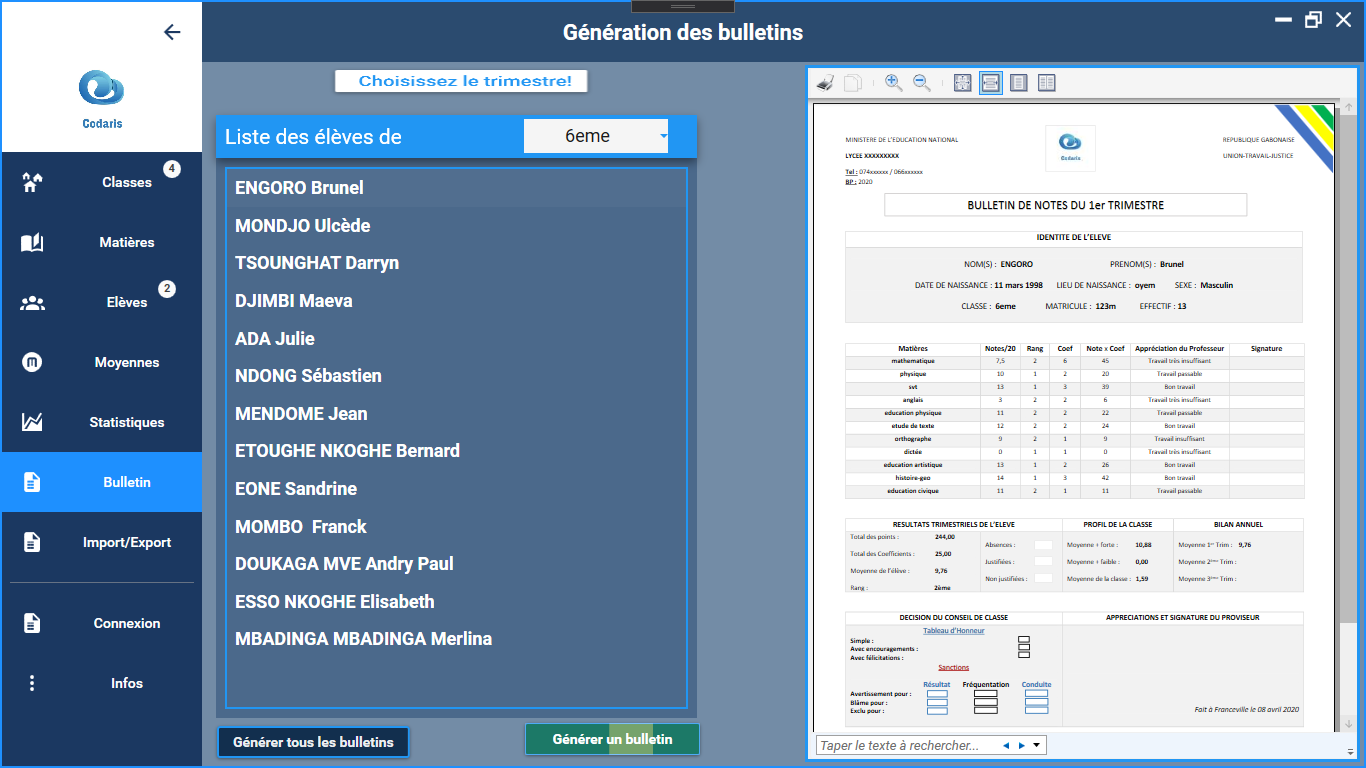 Génération des bulletins
Codaris
Classes 4
Matières
Elèves 2
Moyennes
Statistiques
Bulletin
Import/Export
Connexion
Infos
Choisissez le trimestre!
Liste des élèves de 6eme
ENGORO Brunel
MONDJO Ulcède
TSOUNGHAT Darryn
DJIMBI Maeva
ADA Julie
NDONG Sébastien
MENDOME Jean
ETOUGHE NKOGHE Bernard
EONE Sandrine
MOMBO  Franck
DOUKAGA MVE Andry Paul
ESSO NKOGHE Elisabeth
MBADINGA MBADINGA Merlina
Générer tous les bulletins
Générer un bulletin
MINISTERE DE L'EDUCATION NATIONAL
LYCEE XXXXXXXXX
Tel : 074xxxxxx / 066xxxxxx
BP : 2020
Codaris
REPUBLIQUE GABONAISE
UNION-TRAVAIL-JUSTICE
BULLETIN DE NOTES DU 1er TRIMESTRE
IDENTITE DE L'ELEVE
NOM(S) : ENGORO PRENOM(S) : Brunel
DATE DE NAISSANCE : 11 mars 1998 LIEU DE NAISSANCE : oyem SEXE : Masculin
CLASSE : 6eme MATRICULE : 123m EFFECTIF : 13
Matières Notes/20 Rang Coef Note x Coef Appréciation du Professeur Signature
mathematique 7,5 2 6 45 Travail très insuffisant
physique 10 1 2 20 Travail passable
svt 13 1 3 39 Bon travail
anglais 3 2 2 6 Travail très insuffisant
education physique 11 2 2 22 Travail passable
etude de texte 12 2 2 24 Bon travail
orthographe 9 2 1 9 Travail insuffisant
dictée 0 1 1 0 Travail très insuffisant
education artistique 13 1 2 26 Bon travail
histoire-geo 14 1 3 42 Bon travail
education civique 11 2 1 11 Travail passable
RESULTATS TRIMESTRIELS DE L'ELEVE PROFIL DE LA CLASSE BILAN ANNUEL
Total des points : 244,00
Total des Coefficients : 25,00
Moyenne de l'élève : 9,76
Rang : 2ème
Absences :
Justifiées :
Non justifiées :
Moyenne + forte : 10,88
Moyenne + faible : 0,00
Moyenne de la classe : 1,59
Moyenne 1er Trim : 9,76
Moyenne 2ème Trim :
Moyenne 3ème Trim :
DECISION DU CONSEIL DE CLASSE APPRECIATIONS ET SIGNATURE DU PROVISEUR
Tableau d'Honneur
Simple :
Avec encouragements :
Avec félicitations :
Sanctions
Résultat Fréquentation Conduite
Avertissement pour :
Blâme pour :
Exclu pour :
Fait à Franceville le 08 avril 2020
Taper le texte à rechercher...